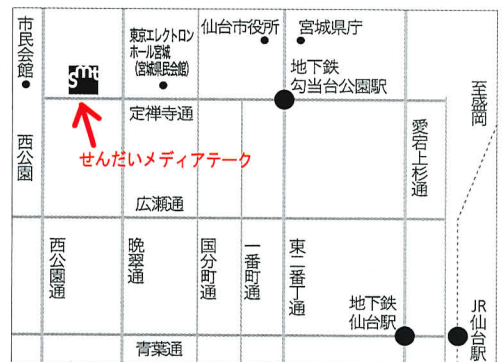 市民会館
smt
東京エレクトロン
ホール宮城
(宮城県民会館)
仙台市役所
宮城県庁
地下鉄
勾当台公園駅
至盛岡
定禅寺通
西公園
せんだいメディアテーク
愛宕上杉通
広瀬通
西公園通
晩翠通
国分町通
一番町通
東二番丁通
地下鉄
仙台駅
JR仙台駅
青葉通